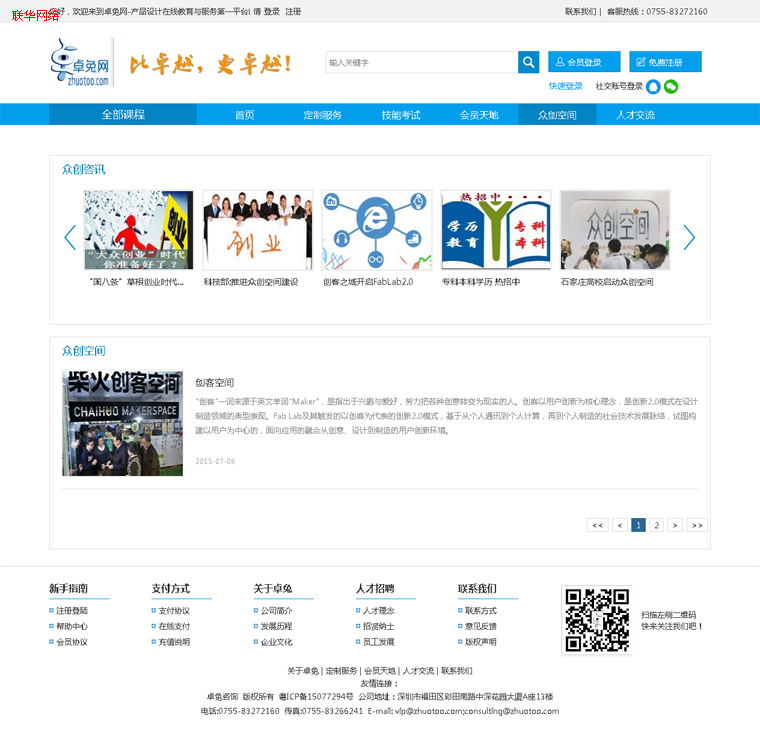 联华网络
您好，欢迎来到卓兔网-产品设计在线教育与服务第一平台! 请 登录 注册
联系我们 | 客服热线：0755-83272160
卓兔网
zhuotoo.com
比卓越，更卓越！
输入关键字
会员登录
免费注册
快速登录 社交账号登录
全部课程 首页 定制服务 技能考试 会员天地 众创空间 人才交流
众创咨讯
创业
“大众创业”时代
你准备好了？
创业
热招中・・・
学历 专科
教育 本科
众创空间
“国八条”草根创业时代...
科技部:推进众创空间建设
创客之城开启FabLab2.0
专科本科学历 热招中
石家庄高校启动众创空间
众创空间
柴火创客空间
CHAIHUO MAKERSPACE
创客空间
"创客"一词来源于英文单词"Maker"，是指出于兴趣与爱好，努力把各种创意转变为现实的人。创客以用户创新为核心理念，是创新2.0模式在设计
制造领域的典型表现。Fab Lab及其触发的以创客为代表的创新2.0模式，基于从个人通讯到个人计算，再到个人制造的社会技术发展脉络，试图构
建以用户为中心的，面向应用的融合从创意、设计到制造的用户创新环境。
2015-07-08
<< < 1 2 > >>
新手指南 支付方式 关于卓兔 人才招聘 联系我们
注册登陆 支付协议 公司简介 人才理念 联系方式
帮助中心 在线支付 发展历程 招贤纳士 意见反馈
会员协议 充值说明 企业文化 员工发展 版权声明
扫描左侧二维码
快来关注我们吧！
关于卓兔 | 定制服务 | 会员天地 | 人才交流 | 联系我们
友情连接：
卓兔咨询 版权所有 粤ICP备15077294号 公司地址：深圳市福田区彩田南路中深花园大厦A座13楼
电话:0755-83272160 传真:0755-83266241 E-mail: vip@zhuotoo.com;consulting@zhuotoo.com